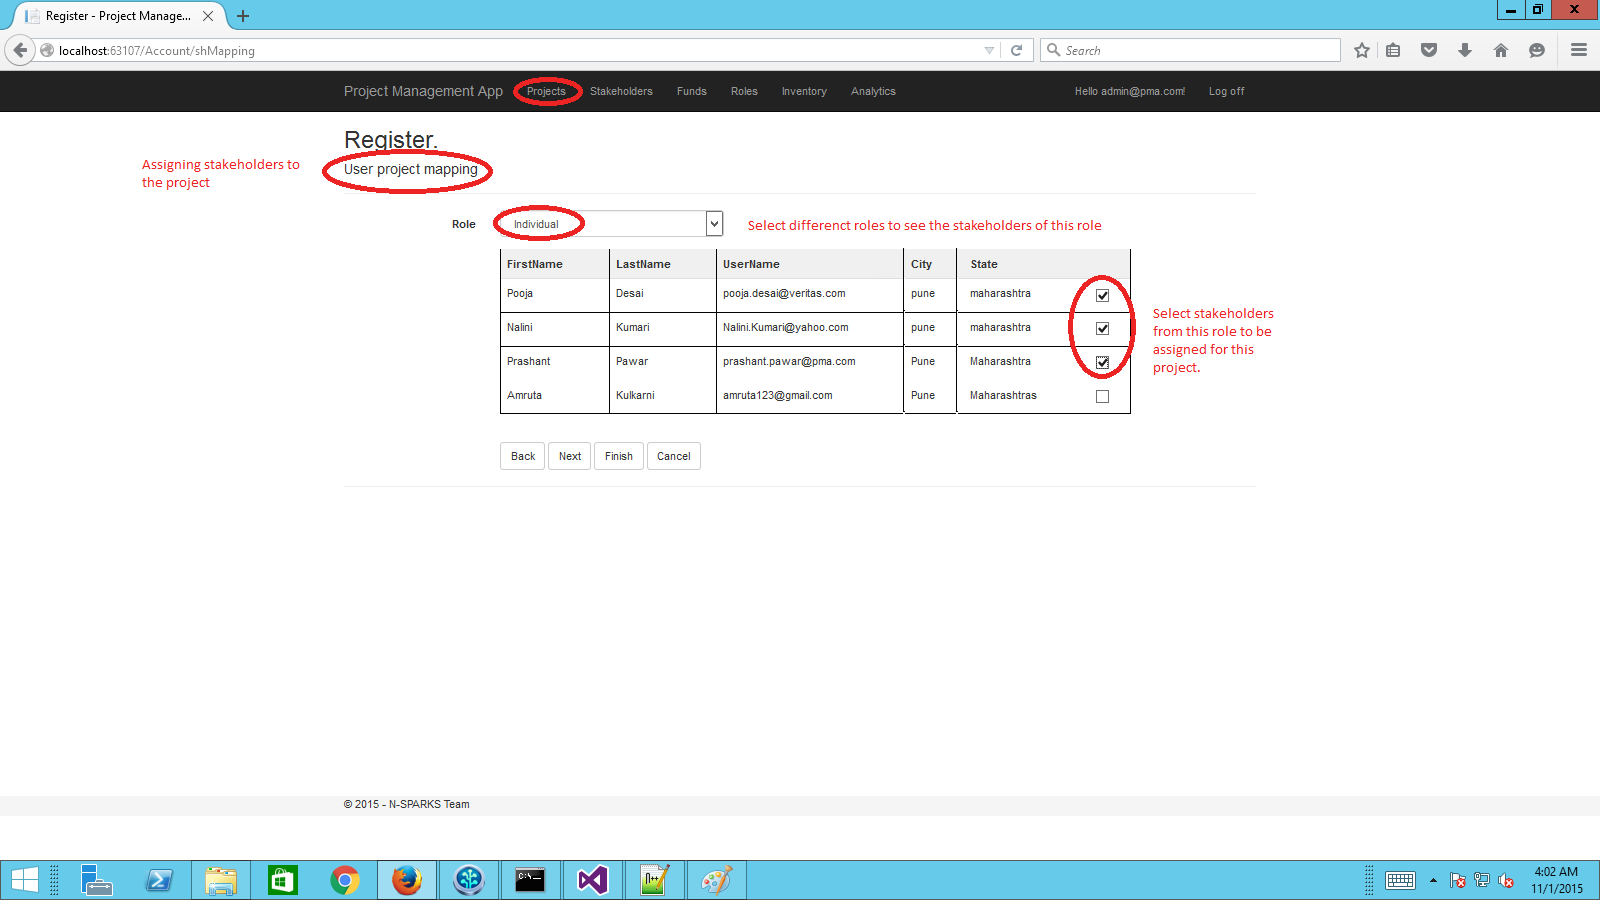 Register - Project Manage...
localhost:63107/Account/shMapping
Search
Project Management App Projects Stakeholders Funds Roles Inventory Analytics Hello admin@pma.com! Log off
Register.
User project mapping
Assigning stakeholders to
the project
Role Individual
Select differenct roles to see the stakeholders of this role
FirstName LastName UserName City State
Pooja Desai pooja.desai@veritas.com pune maharashtra
Nalini Kumari Nalini.Kumari@yahoo.com pune maharashtra
Prashant Pawar prashant.pawar@pma.com Pune Maharashtra
Amruta Kulkarni amruta123@gmail.com Pune Maharashtras
Select stakeholders
from this role to be
assigned for this
project.
Back Next Finish Cancel
© 2015 - N-SPARKS Team
4:02 AM
11/1/2015